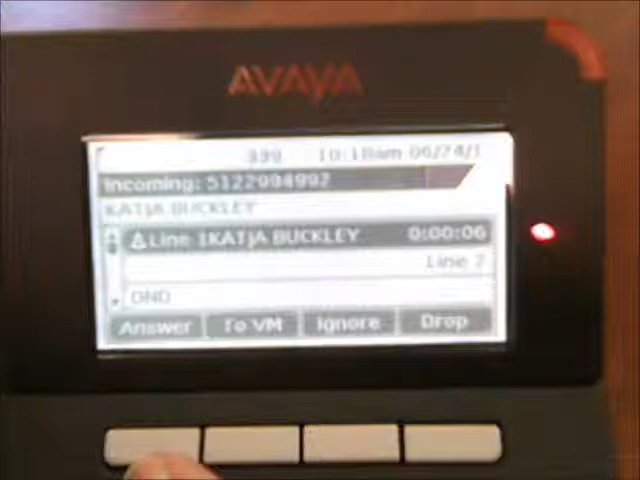 AVAYA
339 10:18am 06/24/1
Incoming: 5122994992
KATJA BUCKLEY
Line 1KATJA BUCKLEY 0:00:06
Line 2
DND
Answer To VM Ignore Drop